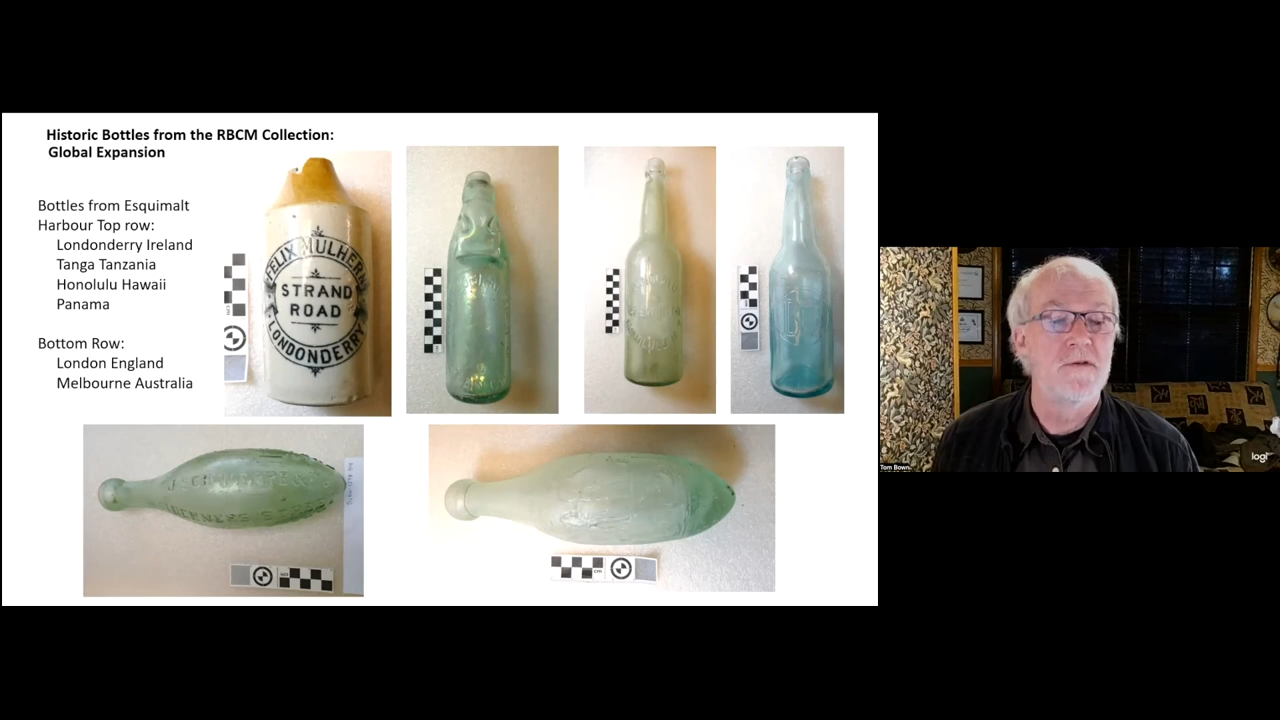 Historic Bottles from the RBCM Collection:
Global Expansion
Bottles from Esquimalt
Harbour Top row:
Londonderry Ireland
Tanga Tanzania
Honolulu Hawaii
Panama
Bottom Row:
London England
Melbourne Australia
FELIX MULHERN
STRAND
ROAD
LONDONDERRY
Tom Bown
logi